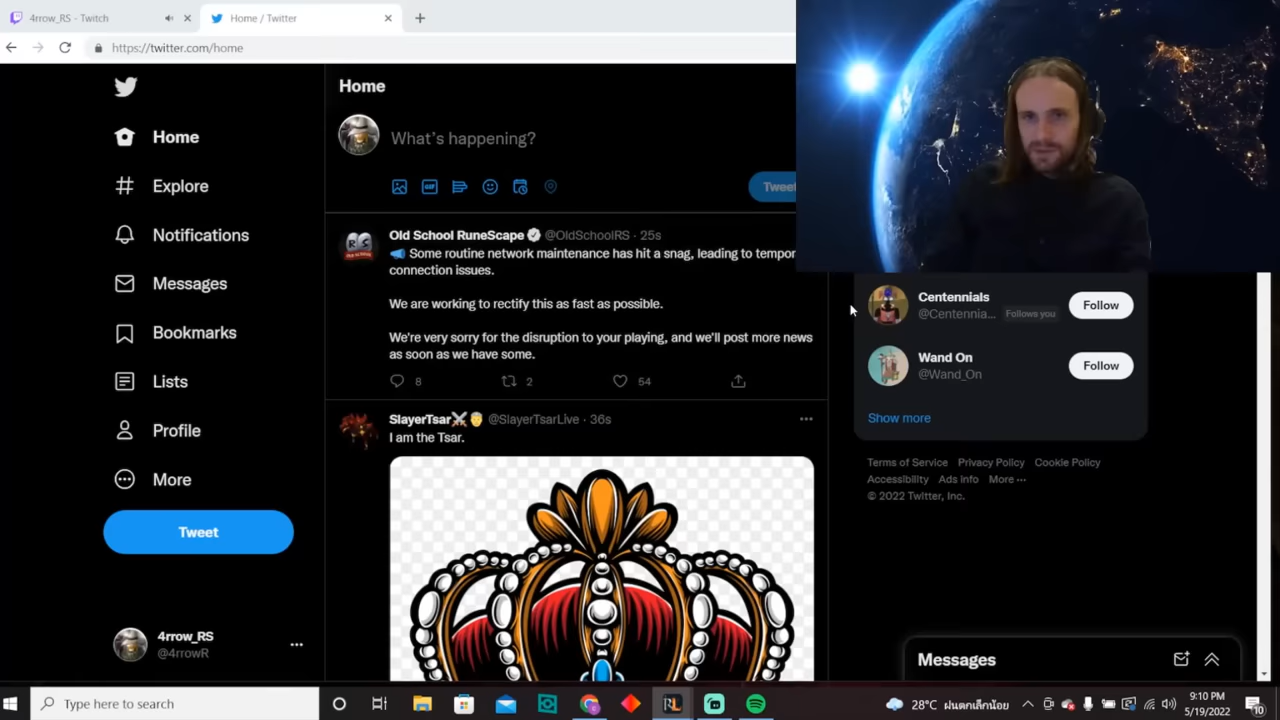 4rrow_RS - Twitch
Home / Twitter
https://twitter.com/home
Home
Explore
Notifications
Messages
Bookmarks
Lists
Profile
More
Tweet
4rrow_RS
@4rrowR
Home
What's happening?
GIF
Tweet
Old School RuneScape @OldSchoolRS · 25s
Some routine network maintenance has hit a snag, leading to tempor
connection issues.
We are working to rectify this as fast as possible.
We're very sorry for the disruption to your playing, and we'll post more news
as soon as we have some.
8 2 54
SlayerTsar @SlayerTsarLive · 36s
I am the Tsar.
Centennials
@Centennia... Follows you
Follow
Wand On
@Wand_On
Follow
Show more
Terms of Service Privacy Policy Cookie Policy
Accessibility Ads info More ···
© 2022 Twitter, Inc.
Messages
Type here to search
28°C ฝนตกเล็กน้อย
9:10 PM
5/19/2022
10